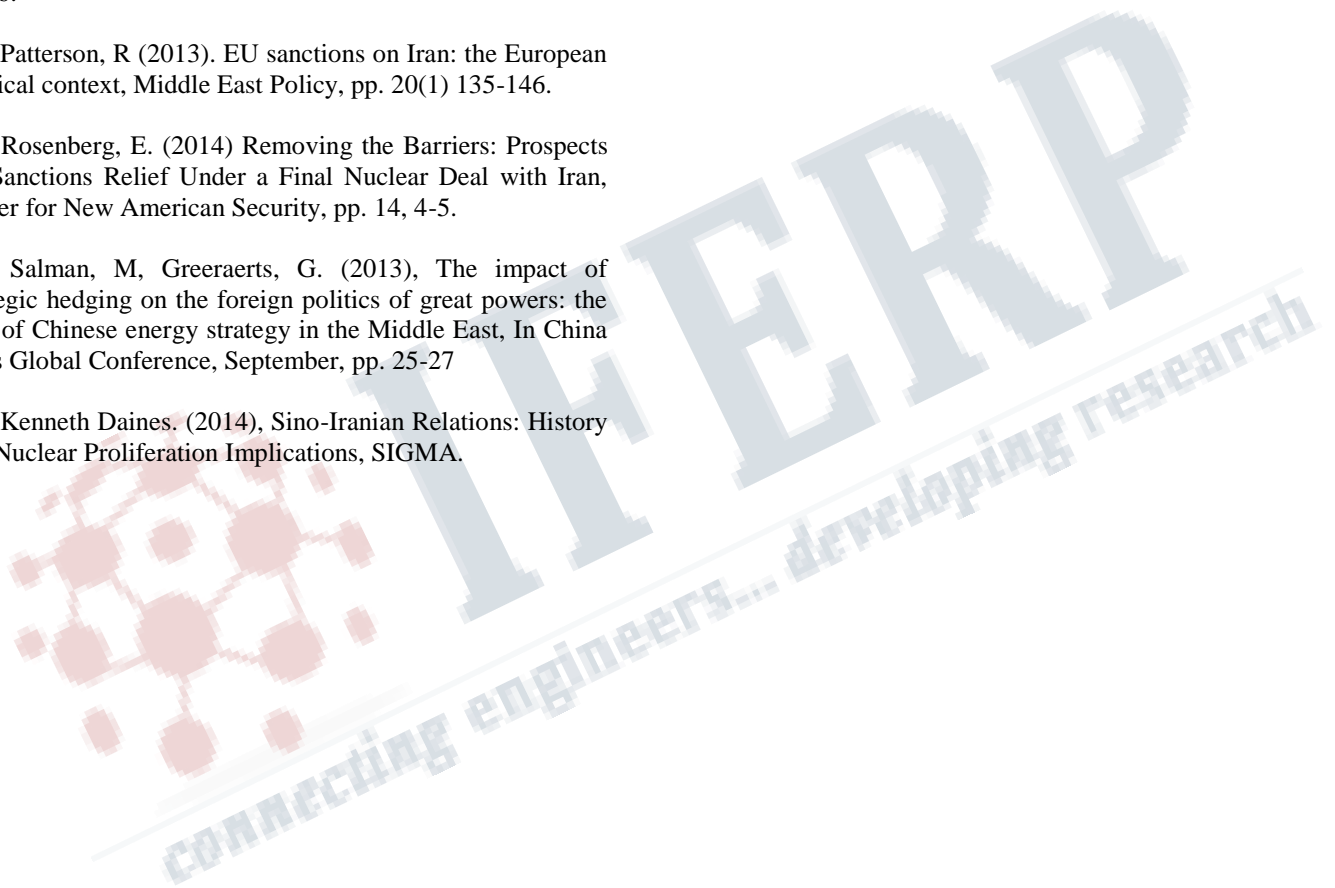 Patterson, R (2013). EU sanctions on Iran: the European
ical context, Middle East Policy, pp. 20(1) 135-146.
Rosenberg, E. (2014) Removing the Barriers: Prospects
Sanctions Relief Under a Final Nuclear Deal with Iran,
er for New American Security, pp. 14, 4-5.
Salman, M, Greeraerts, G. (2013), The impact of
egic hedging on the foreign politics of great powers: the
of Chinese energy strategy in the Middle East, In China
s Global Conference, September, pp. 25-27
Kenneth Daines. (2014), Sino-Iranian Relations: History
Nuclear Proliferation Implications, SIGMA.
IFERP
connecting engineers... developing research